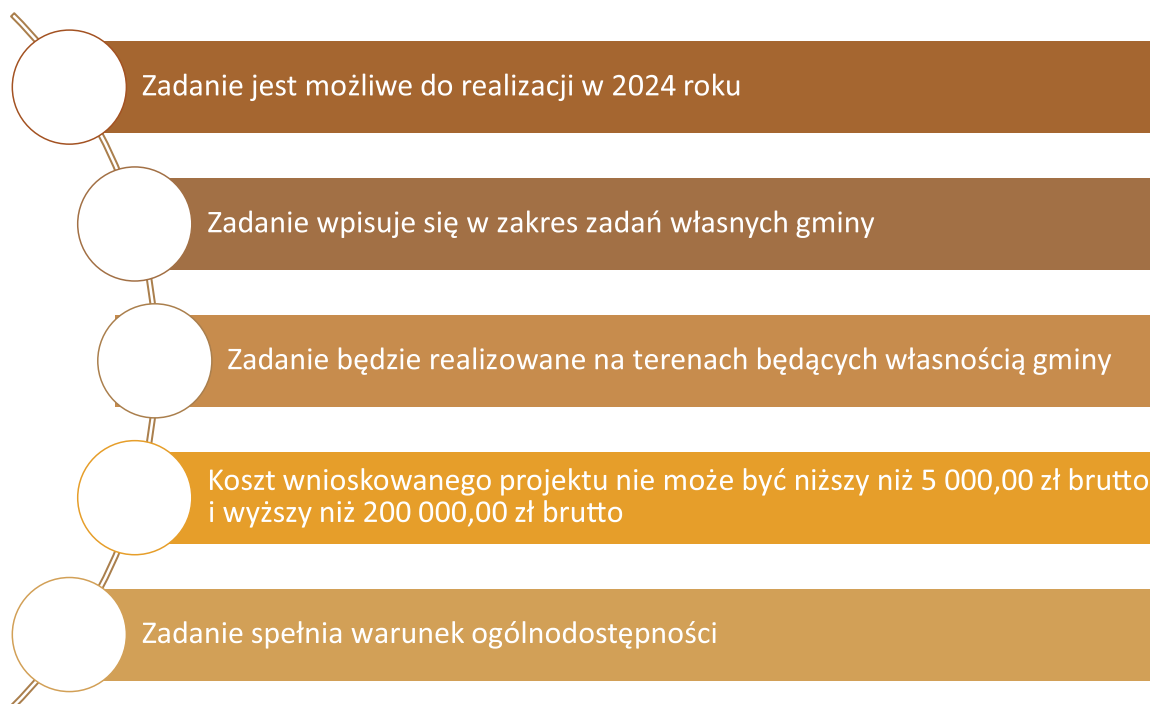 Zadanie jest możliwe do realizacji w 2024 roku
Zadanie wpisuje się w zakres zadań własnych gminy
Zadanie będzie realizowane na terenach będących własnością gminy
Koszt wnioskowanego projektu nie może być niższy niż 5 000,00 zł brutto
i wyższy niż 200 000,00 zł brutto
Zadanie spełnia warunek ogólnodostępności